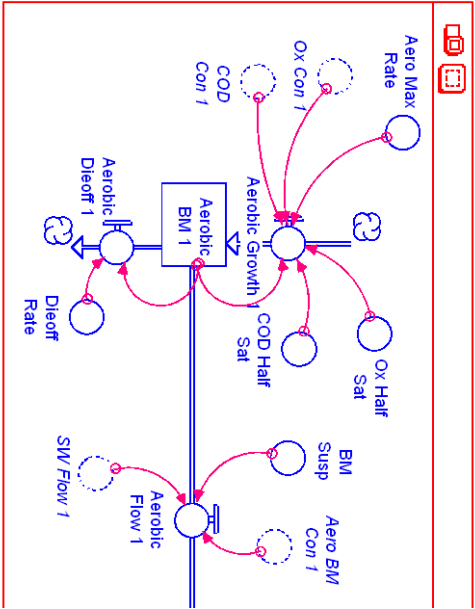 Aero Max
Rate
Ox Con 1
COD
Con 1
Aerobic Growth 1
COD Half
Sat
Ox Half
Sat
Aerobic
BM 1
Aerobic
Dieoff 1
Dieoff
Rate
BM
Susp
Aero BM
Con 1
Aerobic
Flow 1
SW Flow 1